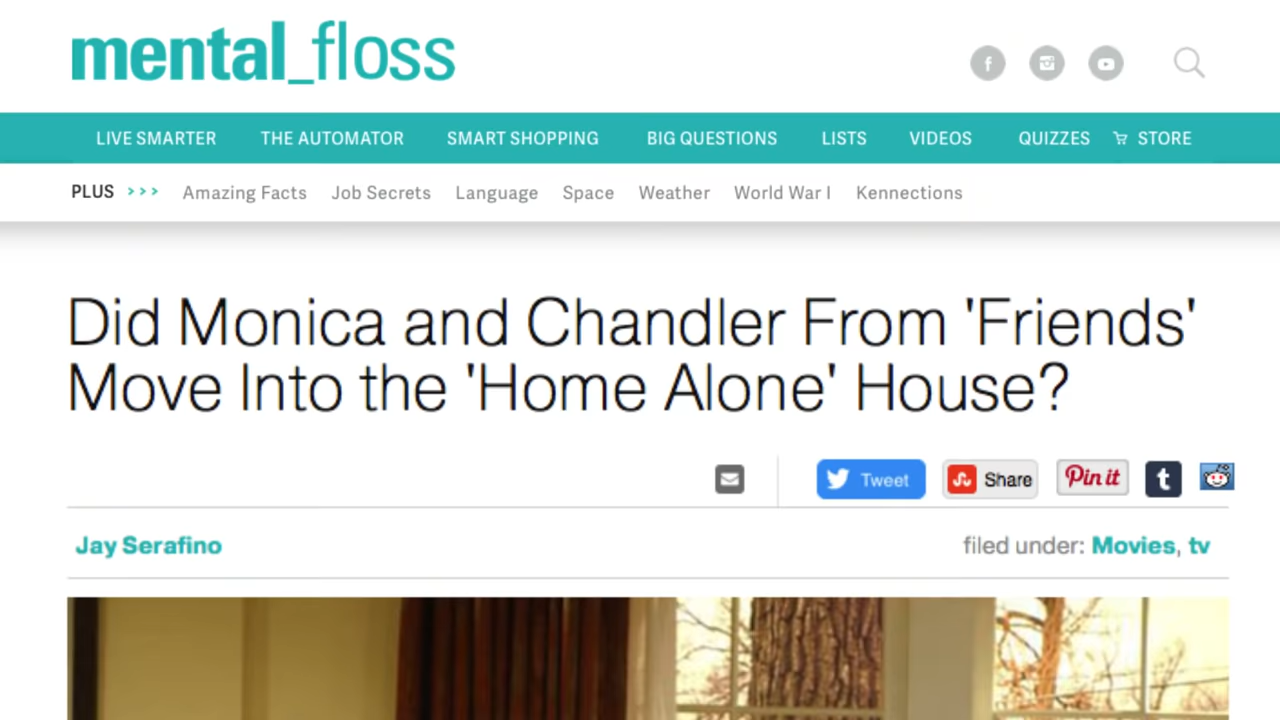 mental_floss
LIVE SMARTER THE AUTOMATOR SMART SHOPPING BIG QUESTIONS LISTS VIDEOS QUIZZES STORE
PLUS >>> Amazing Facts Job Secrets Language Space Weather World War I Kennections
Did Monica and Chandler From 'Friends'
Move Into the 'Home Alone' House?
Tweet Share Pin it t
Jay Serafino filed under: Movies, tv